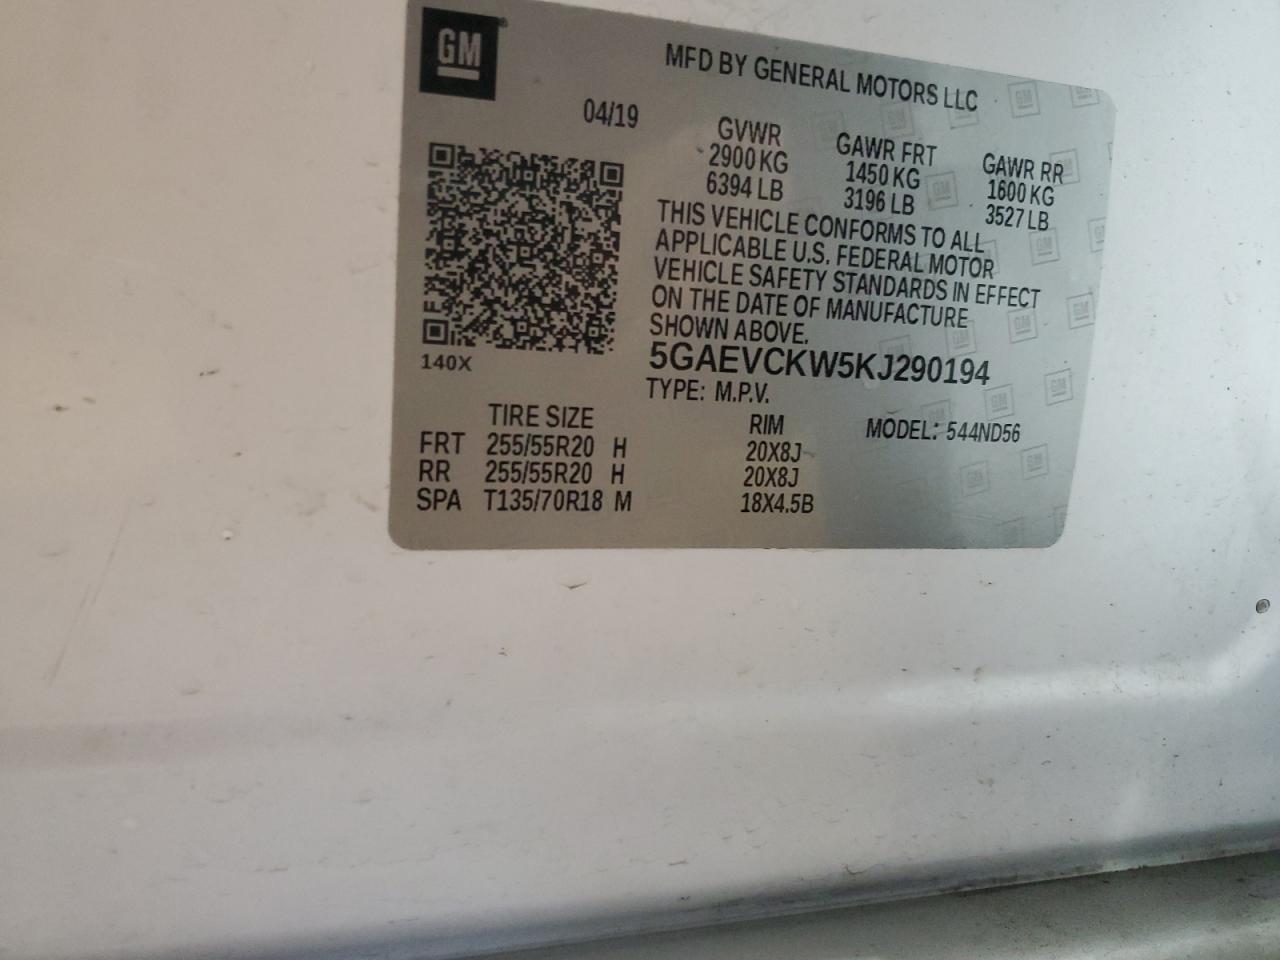 GM
MFD BY GENERAL MOTORS LLC
04/19
GVWR GAWR FRT GAWR RR
2900 KG 1450 KG 1600 KG
6394 LB 3196 LB 3527 LB
THIS VEHICLE CONFORMS TO ALL
APPLICABLE U.S. FEDERAL MOTOR
VEHICLE SAFETY STANDARDS IN EFFECT
ON THE DATE OF MANUFACTURE
SHOWN ABOVE.
140X
5GAEVCKW5KJ290194
TYPE: M.P.V.
TIRE SIZE RIM MODEL: 544ND56
FRT 255/55R20 H 20X8J
RR 255/55R20 H 20X8J
SPA T135/70R18 M 18X4.5B